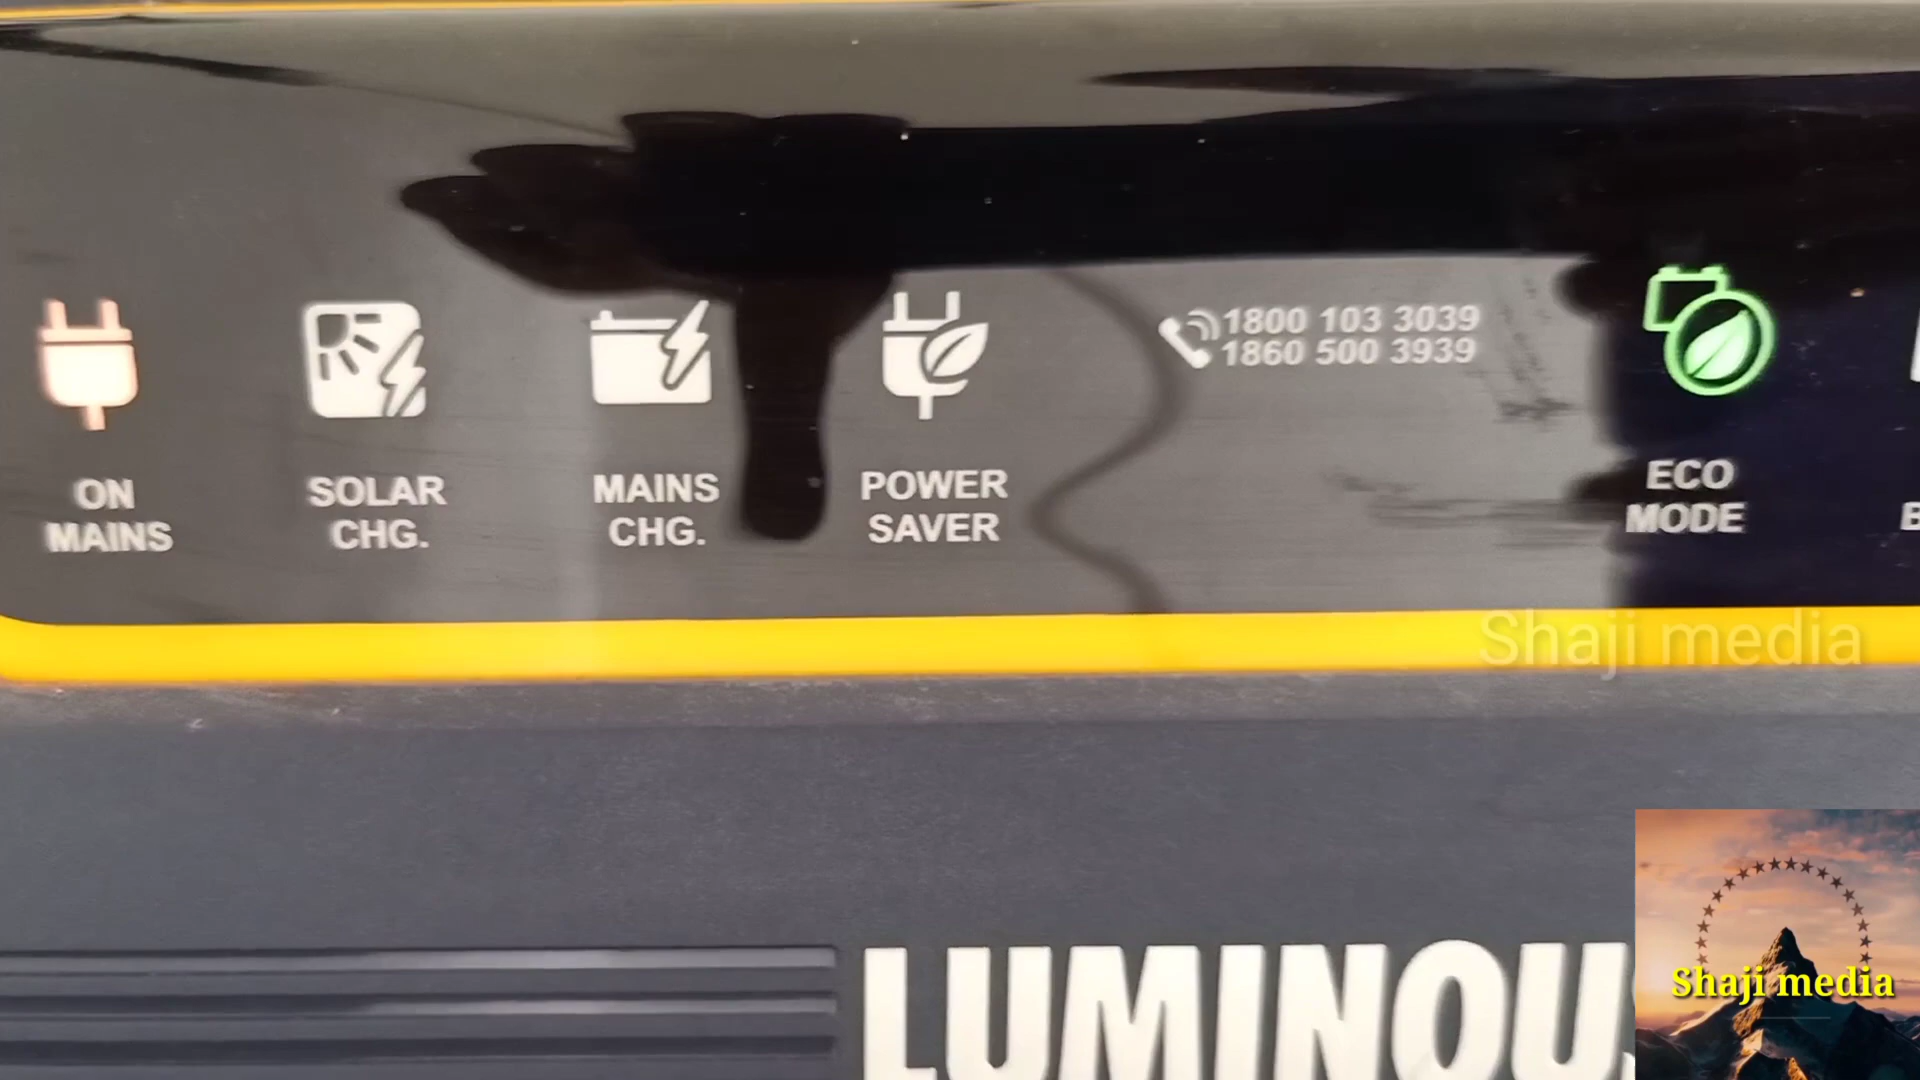 ON
MAINS
SOLAR
CHG.
MAINS
CHG.
POWER
SAVER
1800 103 3039
1860 500 3939
ECO
MODE
B
Shaji media
LUMINOU
Shaji media